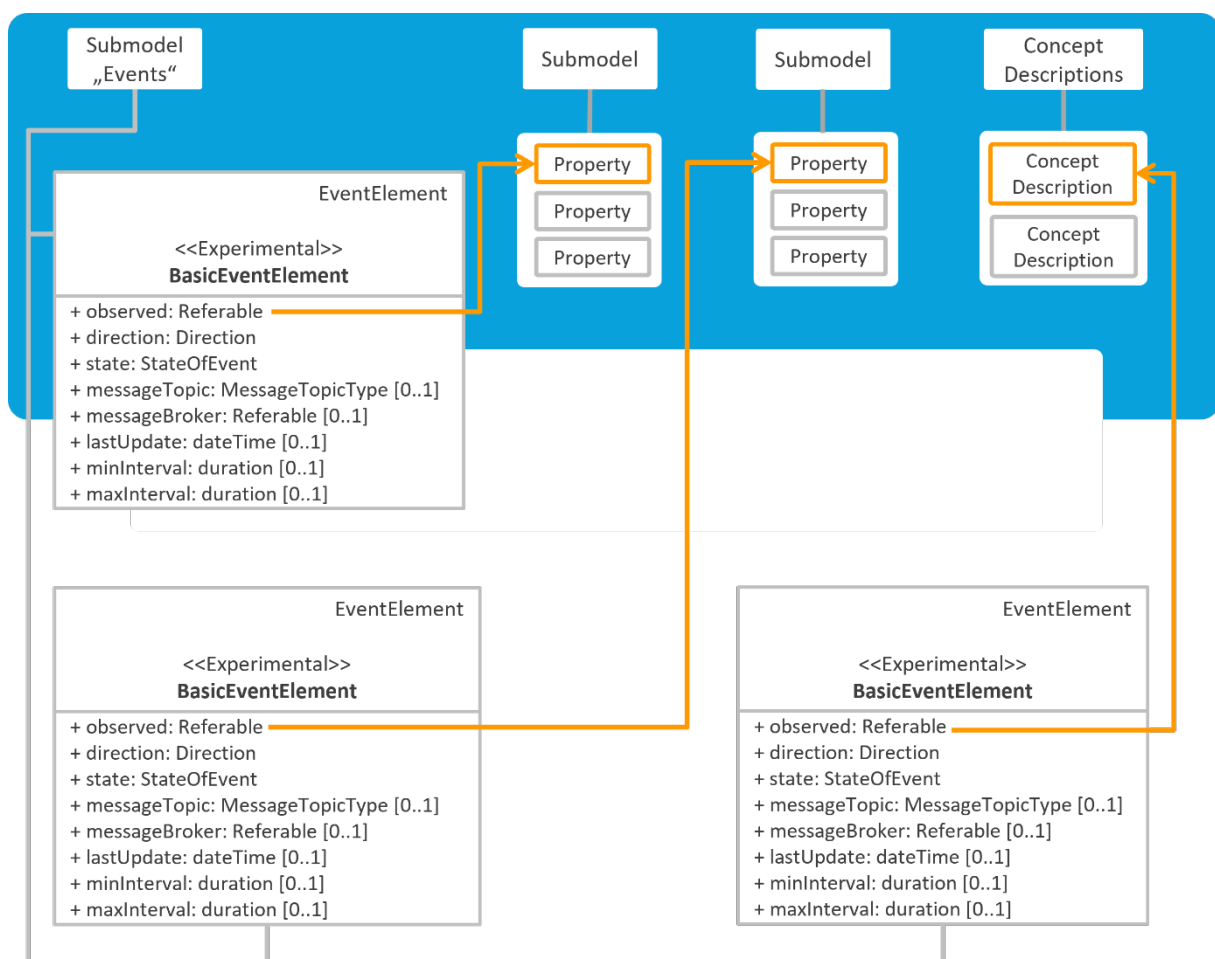 Submodel
„Events“
Submodel
Submodel
Concept
Descriptions
Property
Property
Property
Property
Property
Property
Concept
Description
Concept
Description
EventElement
<<Experimental>>
BasicEventElement
+ observed: Referable
+ direction: Direction
+ state: StateOfEvent
+ messageTopic: MessageTopicType [0..1]
+ messageBroker: Referable [0..1]
+ lastUpdate: dateTime [0..1]
+ minInterval: duration [0..1]
+ maxInterval: duration [0..1]
EventElement
<<Experimental>>
BasicEventElement
+ observed: Referable
+ direction: Direction
+ state: StateOfEvent
+ messageTopic: MessageTopicType [0..1]
+ messageBroker: Referable [0..1]
+ lastUpdate: dateTime [0..1]
+ minInterval: duration [0..1]
+ maxInterval: duration [0..1]
EventElement
<<Experimental>>
BasicEventElement
+ observed: Referable
+ direction: Direction
+ state: StateOfEvent
+ messageTopic: MessageTopicType [0..1]
+ messageBroker: Referable [0..1]
+ lastUpdate: dateTime [0..1]
+ minInterval: duration [0..1]
+ maxInterval: duration [0..1]